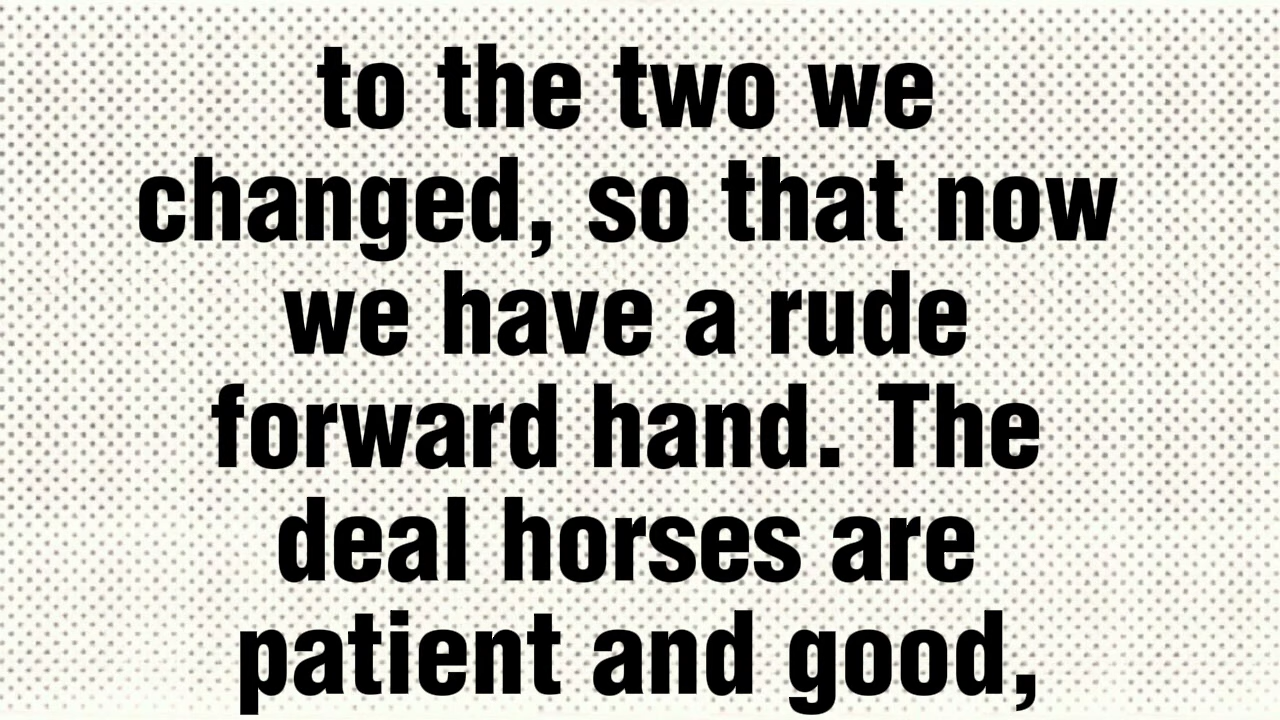 to the two we
changed, so that now
we have a rude
forward hand. The
deal horses are
patient and good,